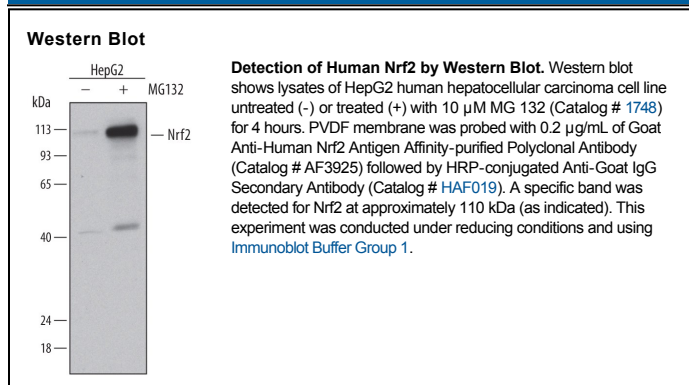 Western Blot
HepG2
− + MG132
kDa
113 — — Nrf2
93 —
65 —
40 —
24 —
18 —
Detection of Human Nrf2 by Western Blot. Western blot
shows lysates of HepG2 human hepatocellular carcinoma cell line
untreated (-) or treated (+) with 10 µM MG 132 (Catalog # 1748)
for 4 hours. PVDF membrane was probed with 0.2 µg/mL of Goat
Anti-Human Nrf2 Antigen Affinity-purified Polyclonal Antibody
(Catalog # AF3925) followed by HRP-conjugated Anti-Goat IgG
Secondary Antibody (Catalog # HAF019). A specific band was
detected for Nrf2 at approximately 110 kDa (as indicated). This
experiment was conducted under reducing conditions and using
Immunoblot Buffer Group 1.